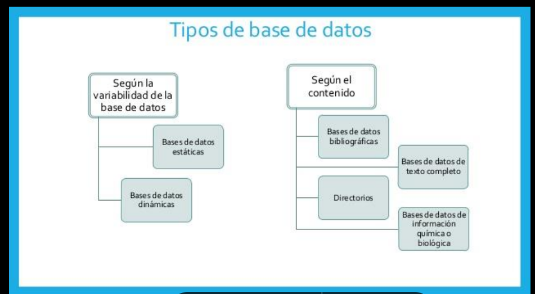 Tipos de base de datos
Según la
variabilidad de la
base de datos
Bases de datos
estáticas
Bases de datos
dinámicas
Según el
contenido
Bases de datos
bibliográficas
Bases de datos de
texto completo
Directorios
Bases de datos de
información
química o
biológica